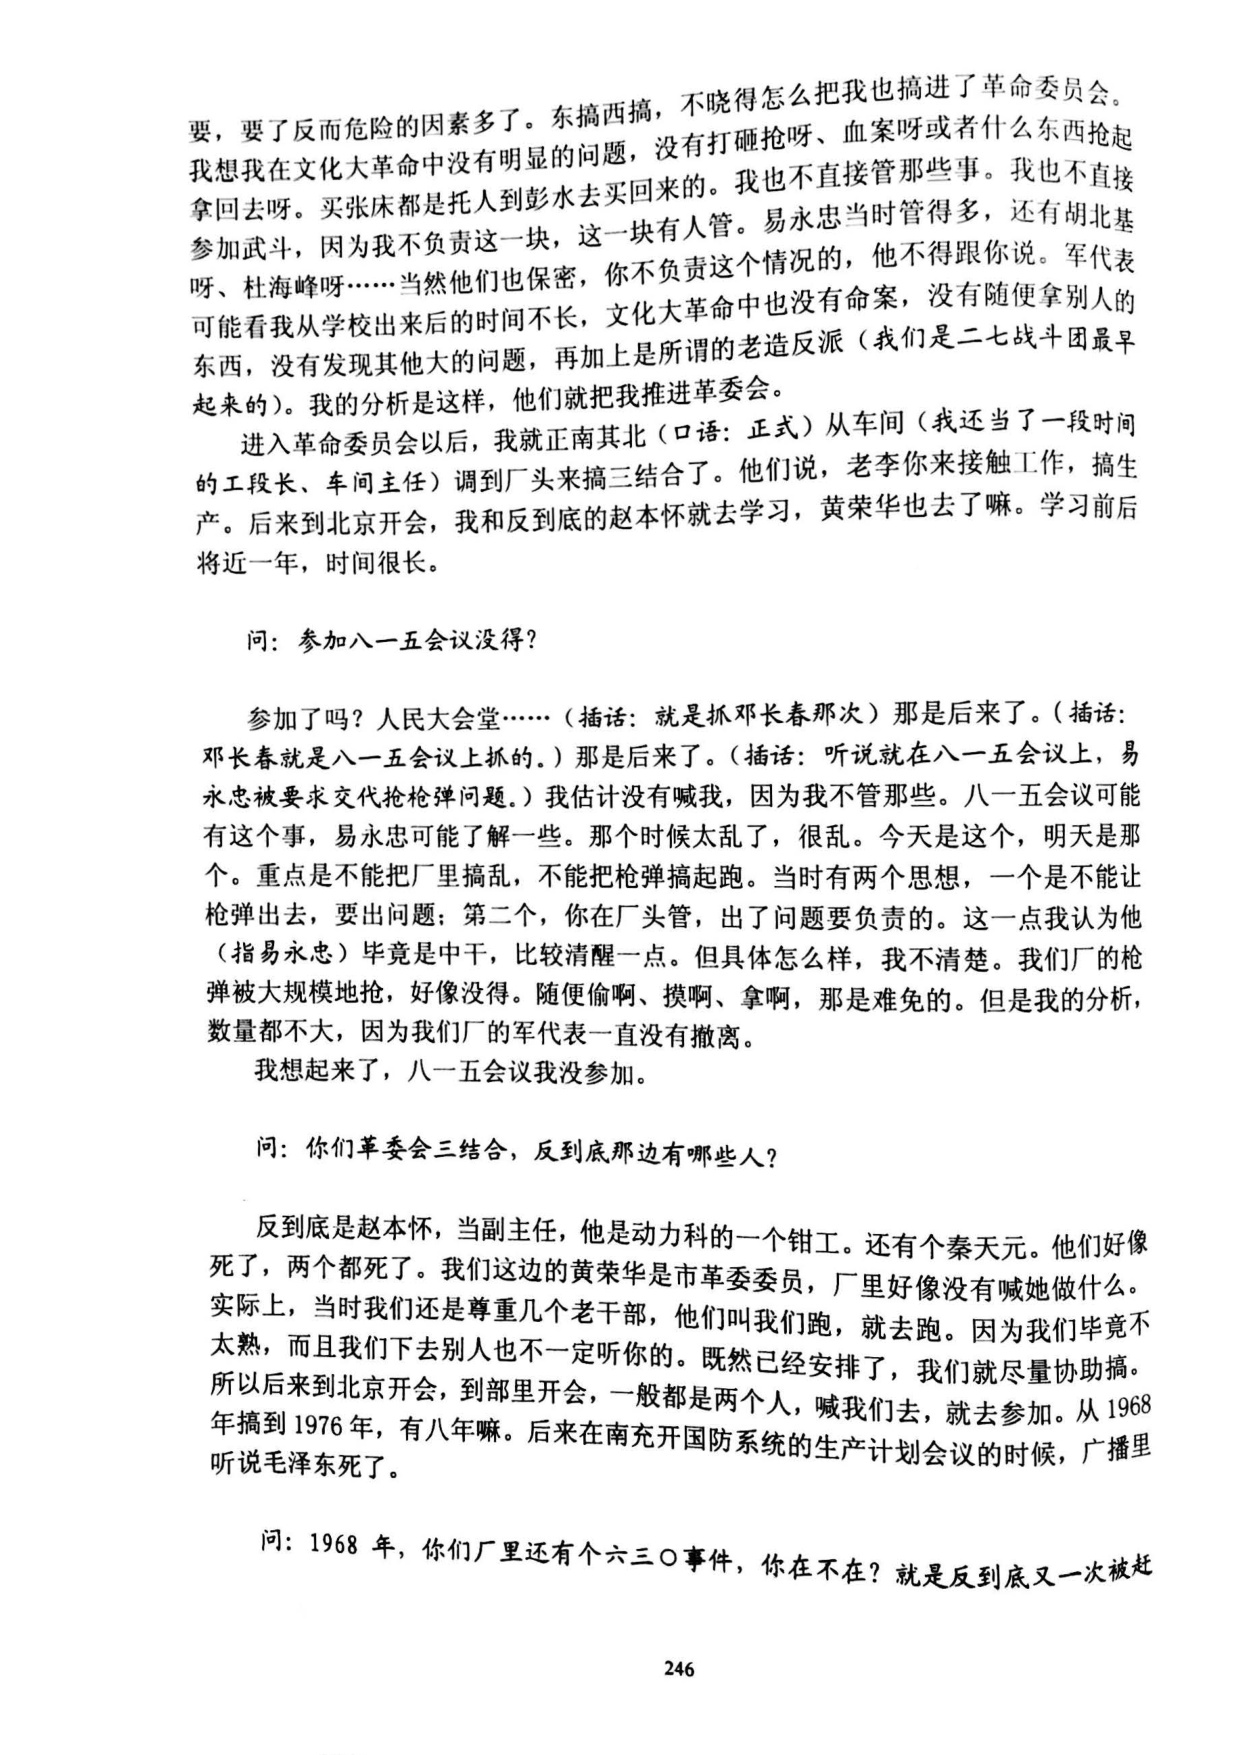 要，要了反而危险的因素多了。东搞西搞，不晓得怎么把我也搞进了革命委员会。
我想我在文化大革命中没有明显的问题，没有打砸抢呀、血案呀或者什么东西抢起
拿回去呀。买张床都是托人到彭水去买回来的。我也不直接管那些事。我也不直接
参加武斗，因为我不负责这一块，这一块有人管。易永忠当时管得多，还有胡北基
呀、杜海峰呀……当然他们也保密，你不负责这个情况的，他不得跟你说。军代表
可能看我从学校出来后的时间不长，文化大革命中也没有命案，没有随便拿别人的
东西，没有发现其他大的问题，再加上是所谓的老造反派（我们是二七战斗团最早
起来的）。我的分析是这样，他们就把我推进革委会。
进入革命委员会以后，我就正南其北（口语：正式）从车间（我还当了一段时间
的工段长、车间主任）调到厂头来搞三结合了。他们说，老李你来接触工作，搞生
产。后来到北京开会，我和反到底的赵本怀就去学习，黄荣华也去了嘛。学习前后
将近一年，时间很长。
问：参加八一五会议没得？
参加了吗？人民大会堂……（插话：就是抓邓长春那次）那是后来了。（插话：
邓长春就是八一五会议上抓的。）那是后来了。（插话：听说就在八一五会议上，易
永忠被要求交代抢枪弹问题。）我估计没有喊我，因为我不管那些。八一五会议可能
有这个事，易永忠可能了解一些。那个时候太乱了，很乱。今天是这个，明天是那
个。重点是不能把厂里搞乱，不能把枪弹搞起跑。当时有两个思想，一个是不能让
枪弹出去，要出问题；第二个，你在厂头管，出了问题要负责的。这一点我认为他
（指易永忠）毕竟是中干，比较清醒一点。但具体怎么样，我不清楚。我们厂的枪
弹被大规模地抢，好像没得。随便偷啊、摸啊、拿啊，那是难免的。但是我的分析，
数量都不大，因为我们厂的军代表一直没有撤离。
我想起来了，八一五会议我没参加。
问：你们革委会三结合，反到底那边有哪些人？
反到底是赵本怀，当副主任，他是动力科的一个钳工。还有个秦天元。他们好像
死了，两个都死了。我们这边的黄荣华是市革委委员，厂里好像没有喊她做什么。
实际上，当时我们还是尊重几个老干部，他们叫我们跑，就去跑。因为我们毕竟不
太熟，而且我们下去别人也不一定听你的。既然已经安排了，我们就尽量协助搞。
所以后来到北京开会，到部里开会，一般都是两个人，喊我们去，就去参加。从1968
年搞到1976年，有八年嘛。后来在南充开国防系统的生产计划会议的时候，广播里
听说毛泽东死了。
问：1968 年，你们厂里还有个六三〇事件，你在不在？就是反到底又一次被赶
246